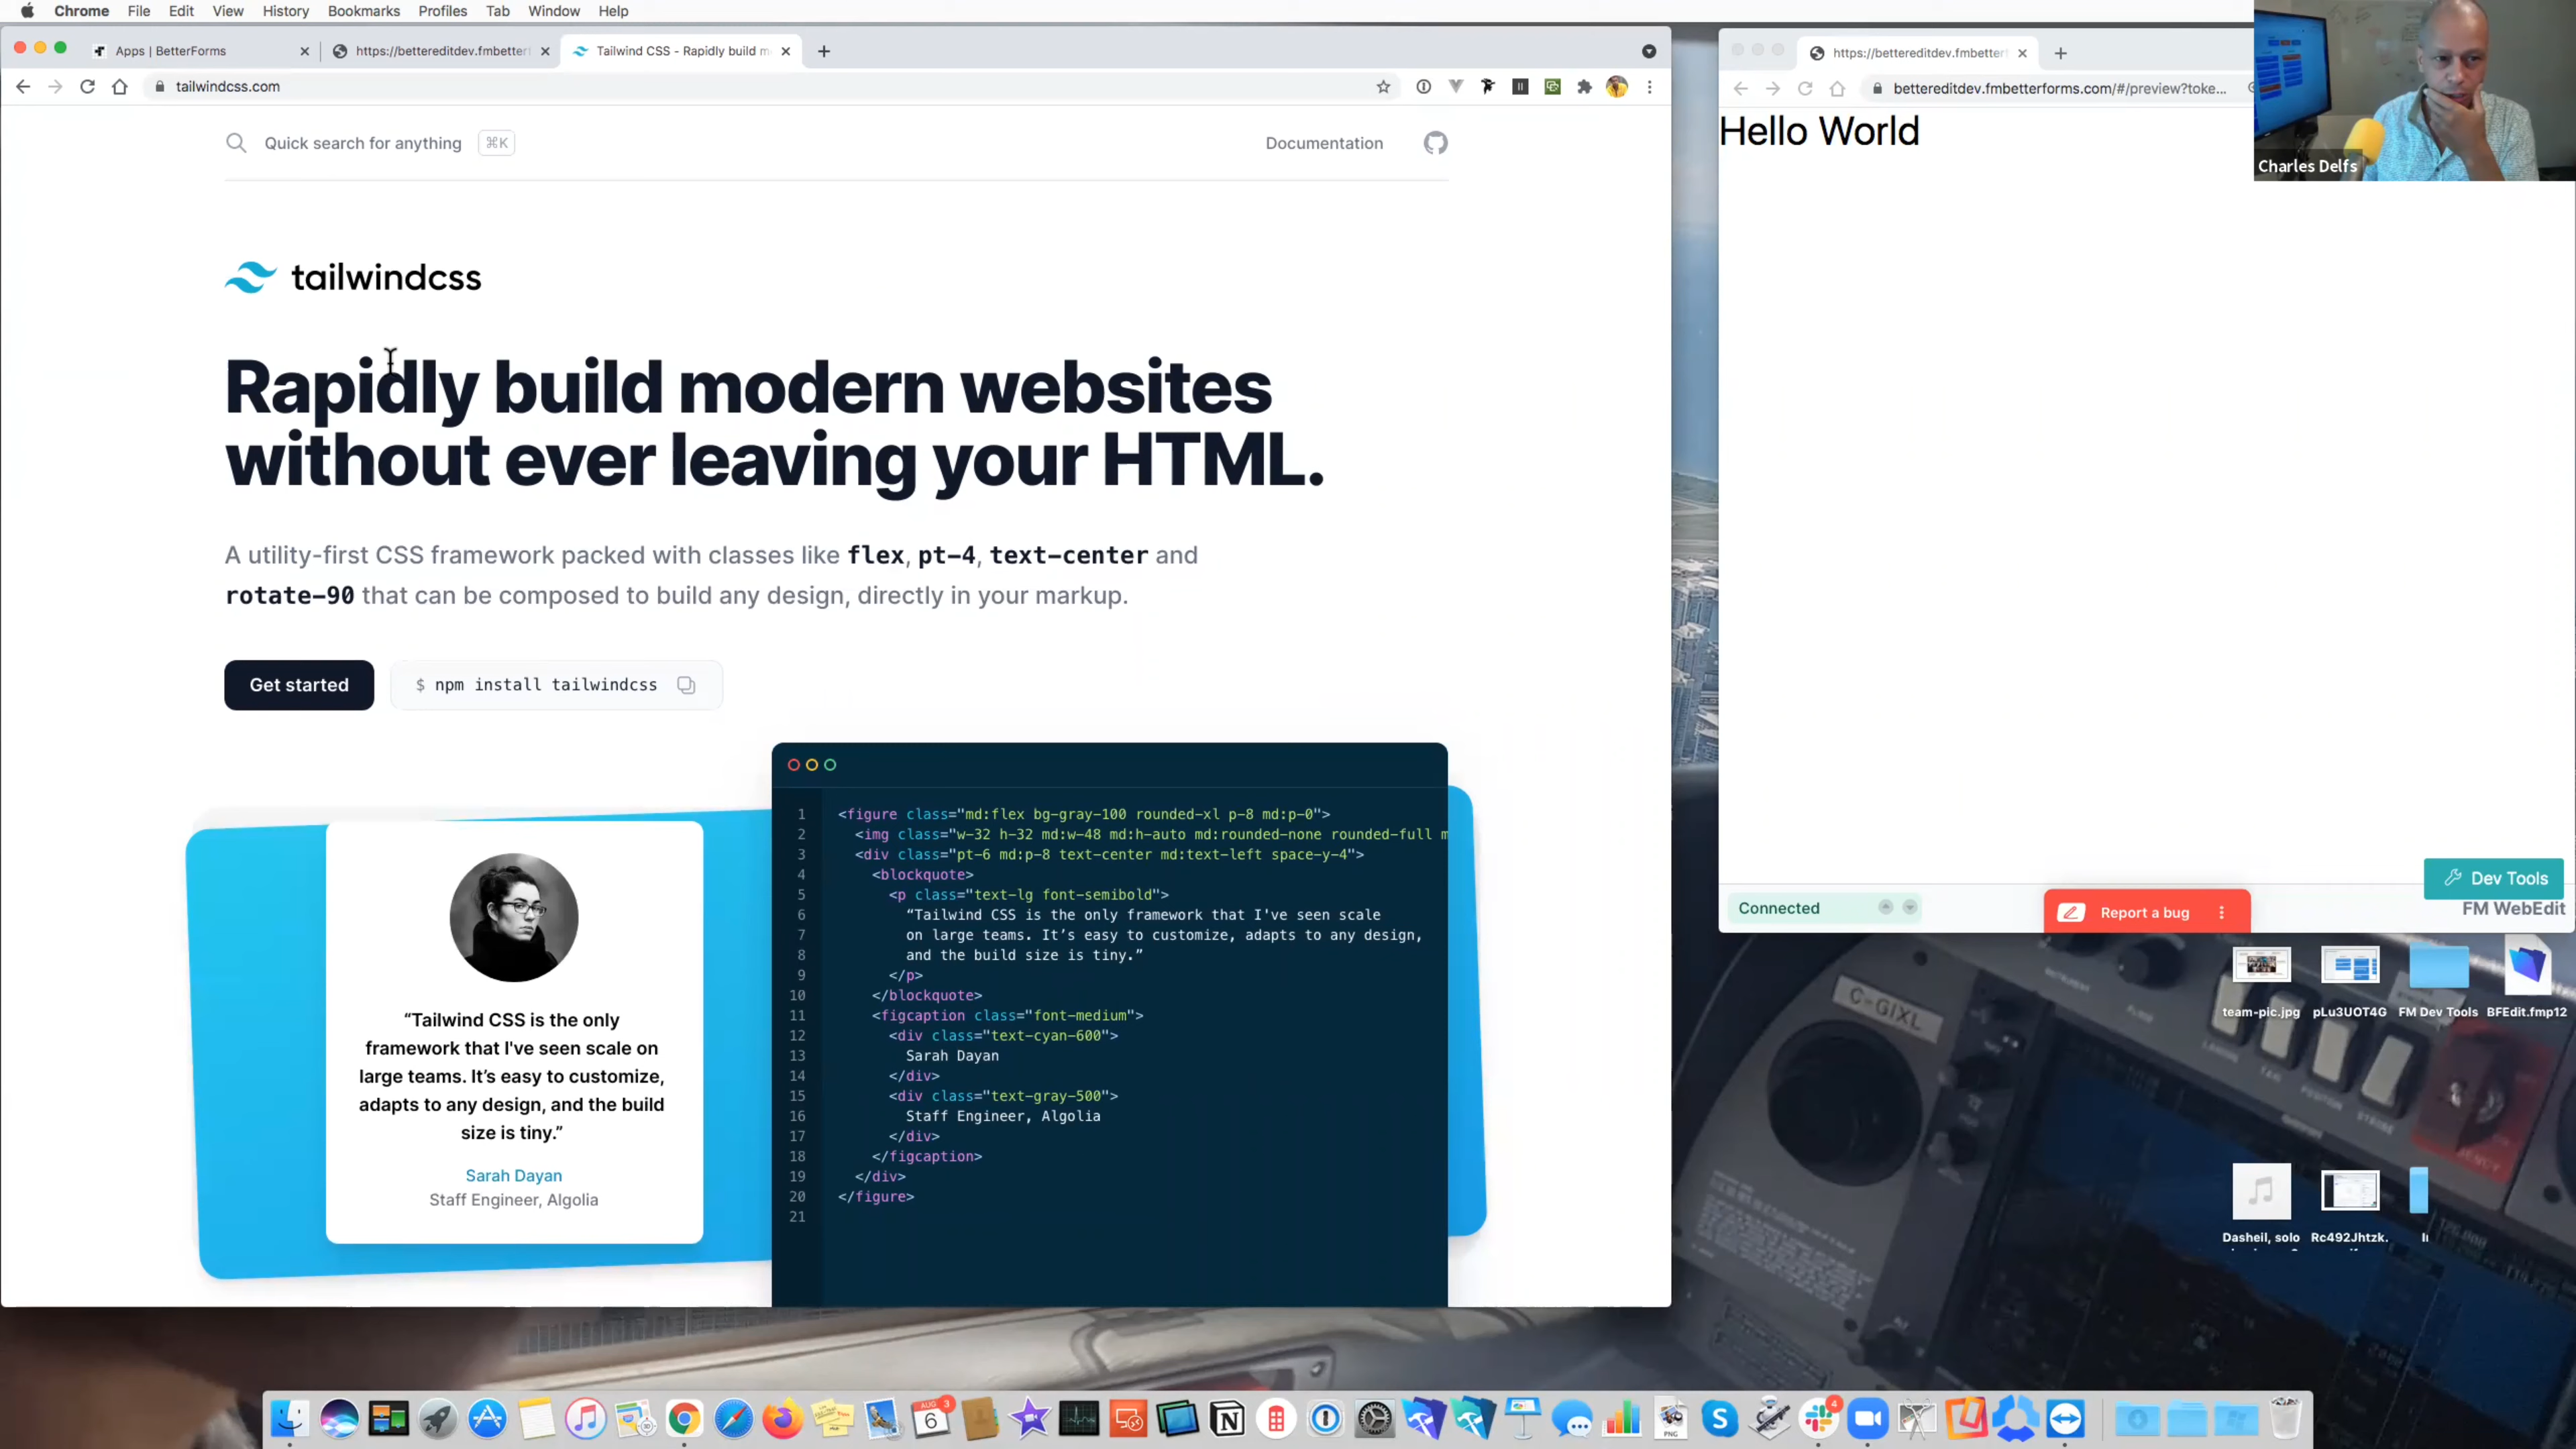 Chrome File Edit View History Bookmarks Profiles Tab Window Help
Apps | BetterForms
https://bettereditdev.fmbetter
Tailwind CSS - Rapidly build m
tailwindcss.com
Quick search for anything ⌘K
Documentation
tailwindcss
Rapidly build modern websites
without ever leaving your HTML.
A utility-first CSS framework packed with classes like flex, pt-4, text-center and
rotate-90 that can be composed to build any design, directly in your markup.
Get started
$ npm install tailwindcss
“Tailwind CSS is the only
framework that I've seen scale on
large teams. It’s easy to customize,
adapts to any design, and the build
size is tiny.”
Sarah Dayan
Staff Engineer, Algolia
1 <figure class="md:flex bg-gray-100 rounded-xl p-8 md:p-0">
2 <img class="w-32 h-32 md:w-48 md:h-auto md:rounded-none rounded-full m
3 <div class="pt-6 md:p-8 text-center md:text-left space-y-4">
4 <blockquote>
5 <p class="text-lg font-semibold">
6 “Tailwind CSS is the only framework that I've seen scale
7 on large teams. It’s easy to customize, adapts to any design,
8 and the build size is tiny.”
9 </p>
10 </blockquote>
11 <figcaption class="font-medium">
12 <div class="text-cyan-600">
13 Sarah Dayan
14 </div>
15 <div class="text-gray-500">
16 Staff Engineer, Algolia
17 </div>
18 </figcaption>
19 </div>
20 </figure>
21
https://bettereditdev.fmbetter
bettereditdev.fmbetterforms.com/#/preview?toke...
Hello World
Charles Delfs
Dev Tools
Connected
Report a bug
FM WebEdit
team-pic.jpg
pLu3UOT4G
FM Dev Tools
BFEdit.fmp12
C-GIXL
Dasheil, solo
Rc492Jhtzk.
AUG
6
3
4
PNG